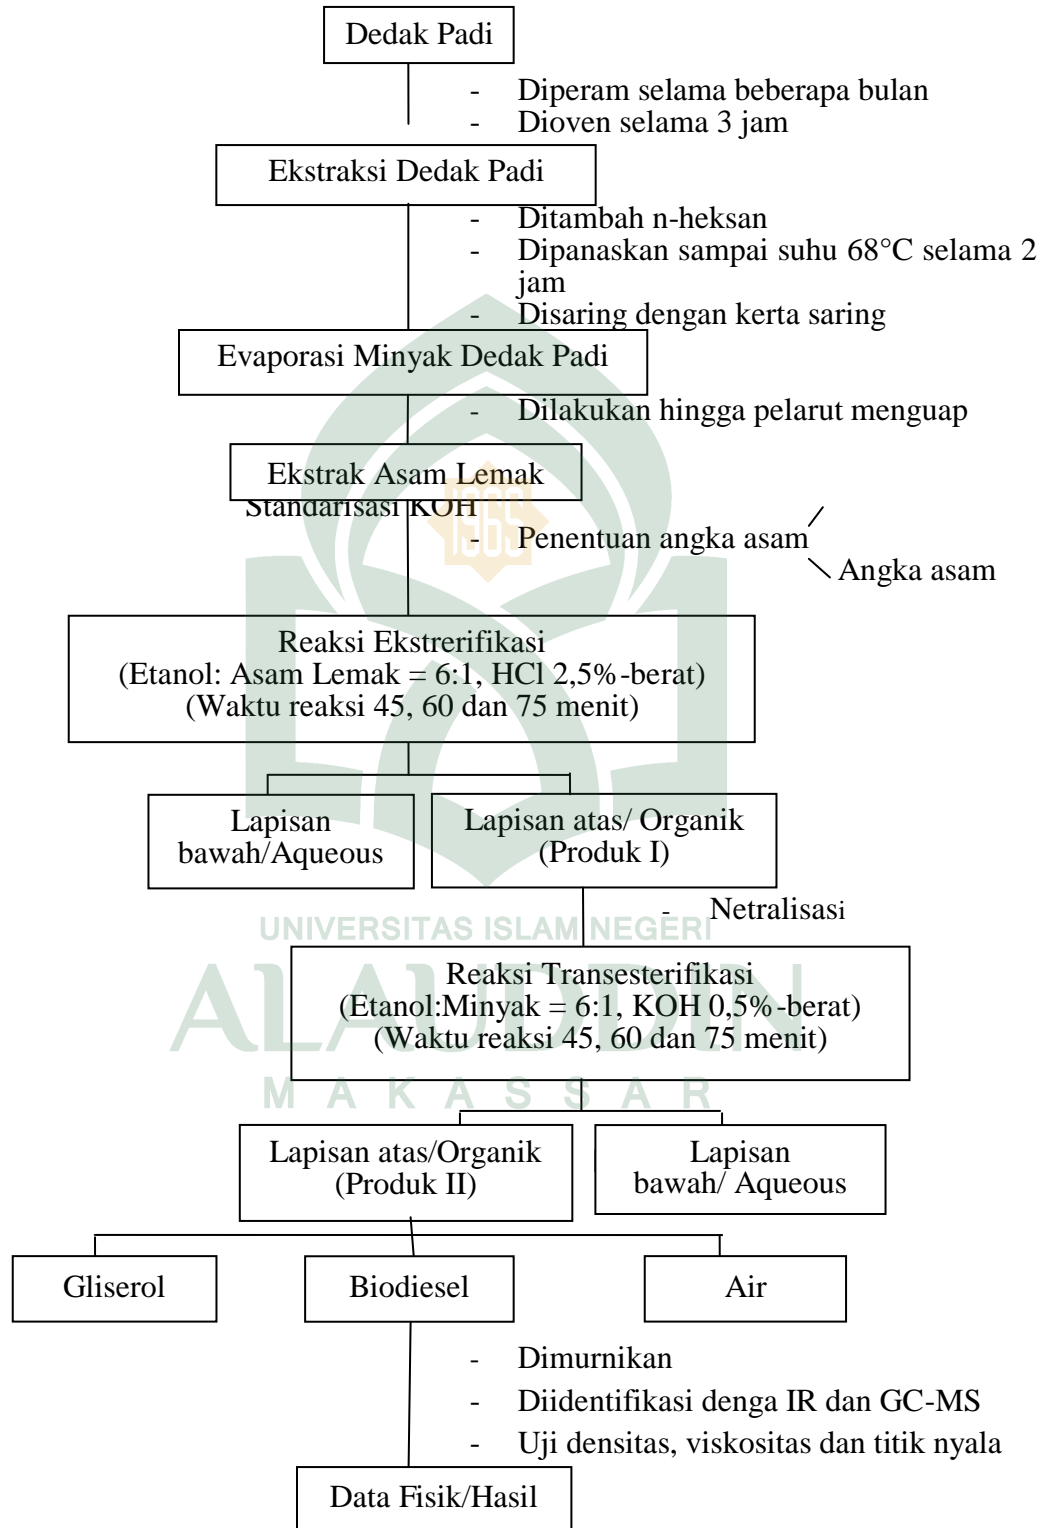 Dedak Padi
- Diperam selama beberapa bulan
- Dioven selama 3 jam
Ekstraksi Dedak Padi
- Ditambah n-heksan
- Dipanaskan sampai suhu 68°C selama 2
jam
- Disaring dengan kerta saring
Evaporasi Minyak Dedak Padi
- Dilakukan hingga pelarut menguap
Ekstrak Asam Lemak
Standarisasi KOH
- Penentuan angka asam
Angka asam
1965
Reaksi Ekstrerifikasi
(Etanol: Asam Lemak = 6:1, HCl 2,5%-berat)
(Waktu reaksi 45, 60 dan 75 menit)
Lapisan
bawah/Aqueous
Lapisan atas/ Organik
(Produk I)
- Netralisasi
UNIVERSITAS ISLAM NEGERI
ALAUDDIN
MAKASSAR
Reaksi Transesterifikasi
(Etanol:Minyak = 6:1, KOH 0,5%-berat)
(Waktu reaksi 45, 60 dan 75 menit)
Lapisan atas/Organik
(Produk II)
Lapisan
bawah/ Aqueous
Gliserol
Biodiesel
Air
- Dimurnikan
- Diidentifikasi denga IR dan GC-MS
- Uji densitas, viskositas dan titik nyala
Data Fisik/Hasil